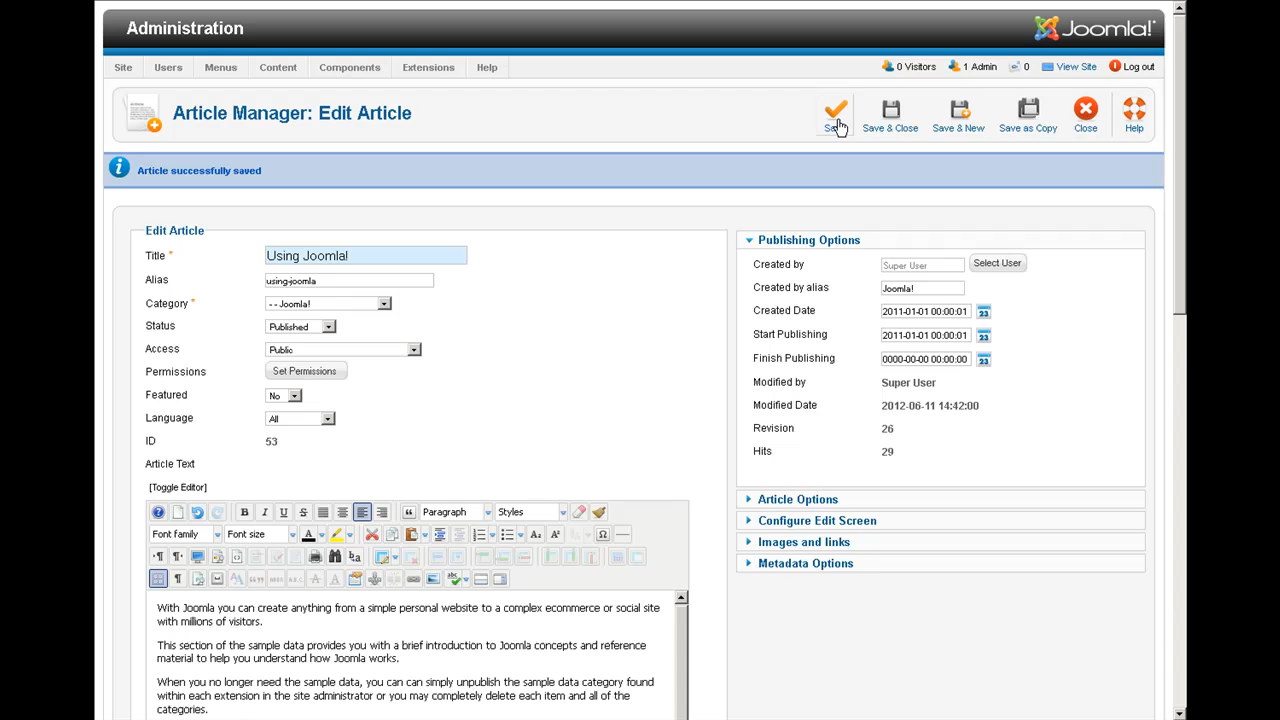 Administration
Joomla!
Site Users Menus Content Components Extensions Help
0 Visitors 1 Admin 0 View Site Log out
Article Manager: Edit Article
Save & Close Save & New Save as Copy Close Help
Article successfully saved
Edit Article
Title *
Using Joomla!
Alias
using-joomla
Category *
- - Joomla!
Status
Published
Access
Public
Permissions
Set Permissions
Featured
No
Language
All
ID
53
Article Text
[Toggle Editor]
Paragraph Styles
Font family Font size
With Joomla you can create anything from a simple personal website to a complex ecommerce or social site
with millions of visitors.
This section of the sample data provides you with a brief introduction to Joomla concepts and reference
material to help you understand how Joomla works.
When you no longer need the sample data, you can can simply unpublish the sample data category found
within each extension in the site administrator or you may completely delete each item and all of the
categories.
Publishing Options
Created by
Super User
Select User
Created by alias
Joomla!
Created Date
2011-01-01 00:00:01
23
Start Publishing
2011-01-01 00:00:01
23
Finish Publishing
0000-00-00 00:00:00
23
Modified by
Super User
Modified Date
2012-06-11 14:42:00
Revision
26
Hits
29
Article Options
Configure Edit Screen
Images and links
Metadata Options